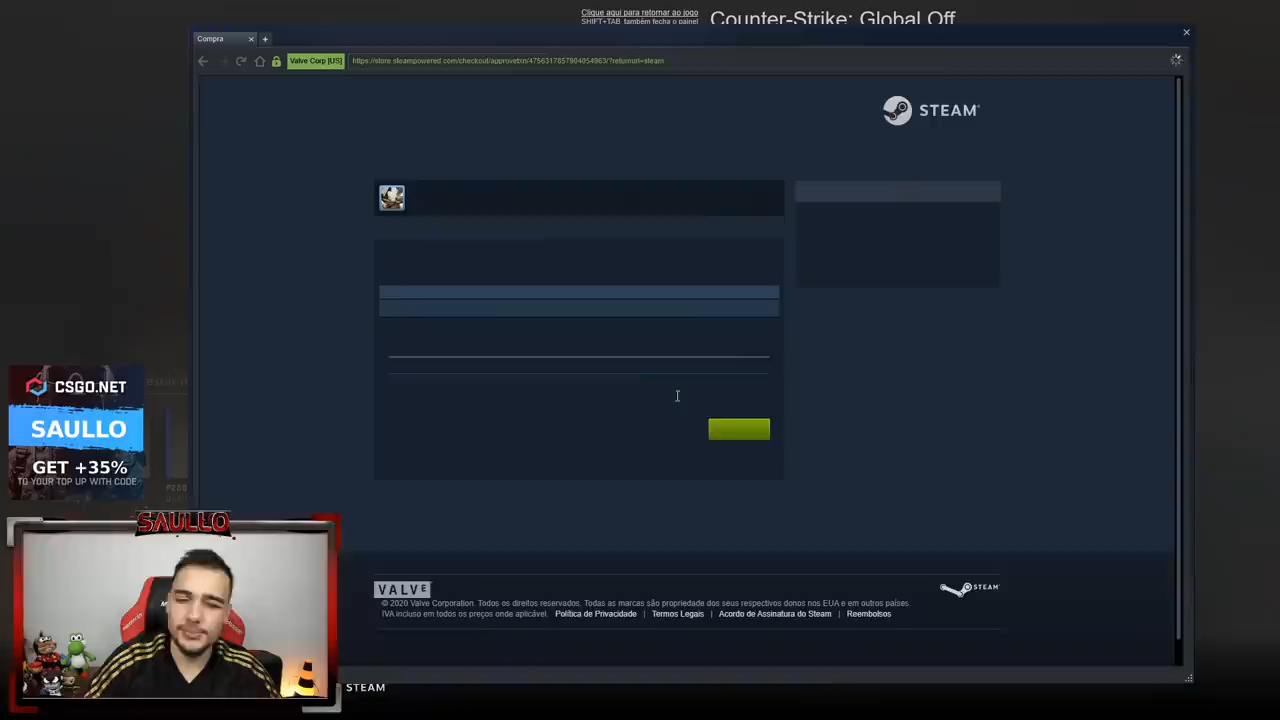 Clique aqui para retornar ao jogo
SHIFT+TAB também fecha o painel
Counter-Strike: Global Off
Compra
Valve Corp [US]
https://store.steampowered.com/checkout/approvetxn/4756317857904054963/?returnurl=steam
STEAM
CSGO.NET
SAULLO
GET +35%
TO YOUR TOP UP WITH CODE
SAULLO
VALVE
STEAM
© 2020 Valve Corporation. Todos os direitos reservados. Todas as marcas são propriedade dos seus respectivos donos nos EUA e em outros países.
IVA incluso em todos os preços onde aplicável. Política de Privacidade | Termos Legais | Acordo de Assinatura do Steam | Reembolsos
STEAM